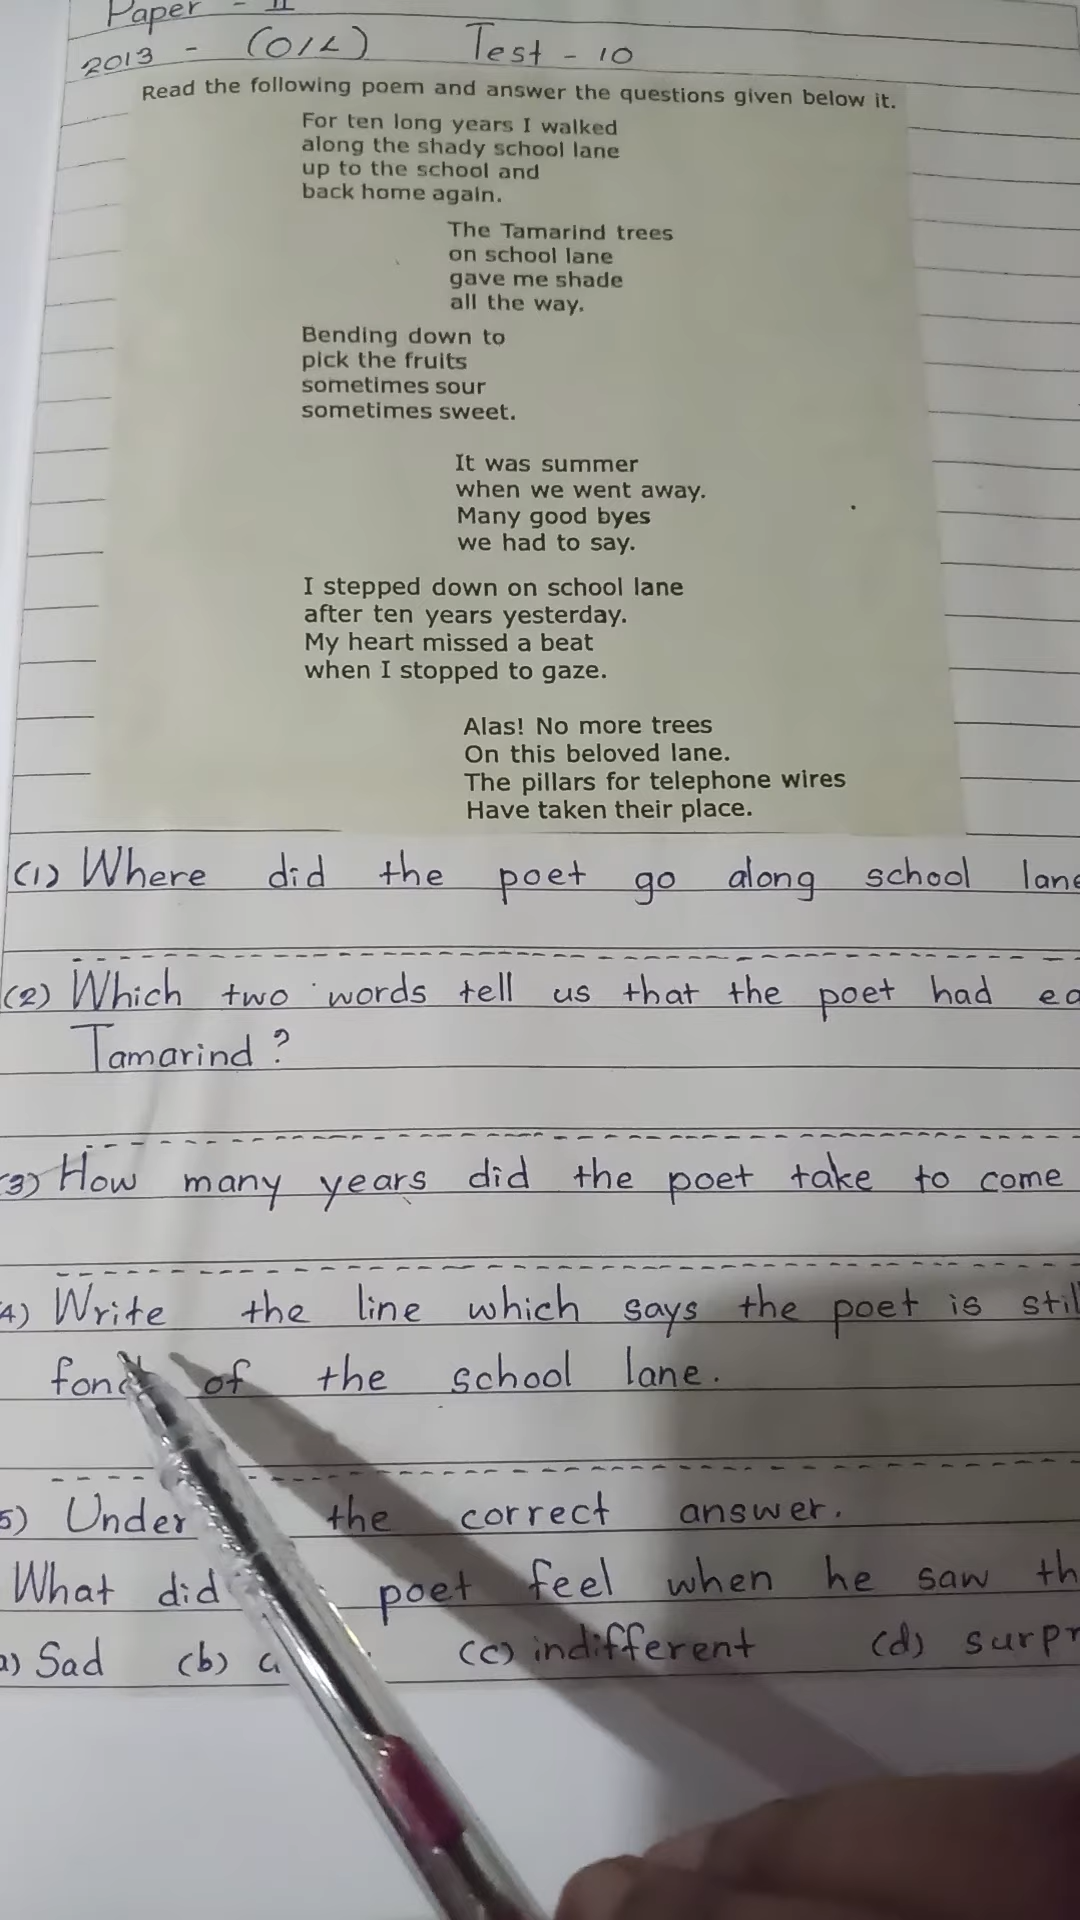 Paper - II
2013 - (O/L) Test - 10
Read the following poem and answer the questions given below it.
For ten long years I walked
along the shady school lane
up to the school and
back home again.
The Tamarind trees
on school lane
gave me shade
all the way.
Bending down to
pick the fruits
sometimes sour
sometimes sweet.
It was summer
when we went away.
Many good byes
we had to say.
I stepped down on school lane
after ten years yesterday.
My heart missed a beat
when I stopped to gaze.
Alas! No more trees
On this beloved lane.
The pillars for telephone wires
Have taken their place.
(1) Where did the poet go along school lane
(2) Which two words tell us that the poet had
Tamarind ?
(3) How many years did the poet take to come
4) Write the line which says the poet is
fond of the school lane.
5) Under the correct answer.
What did poet feel when he saw
a) Sad (b) (c) indifferent (d)